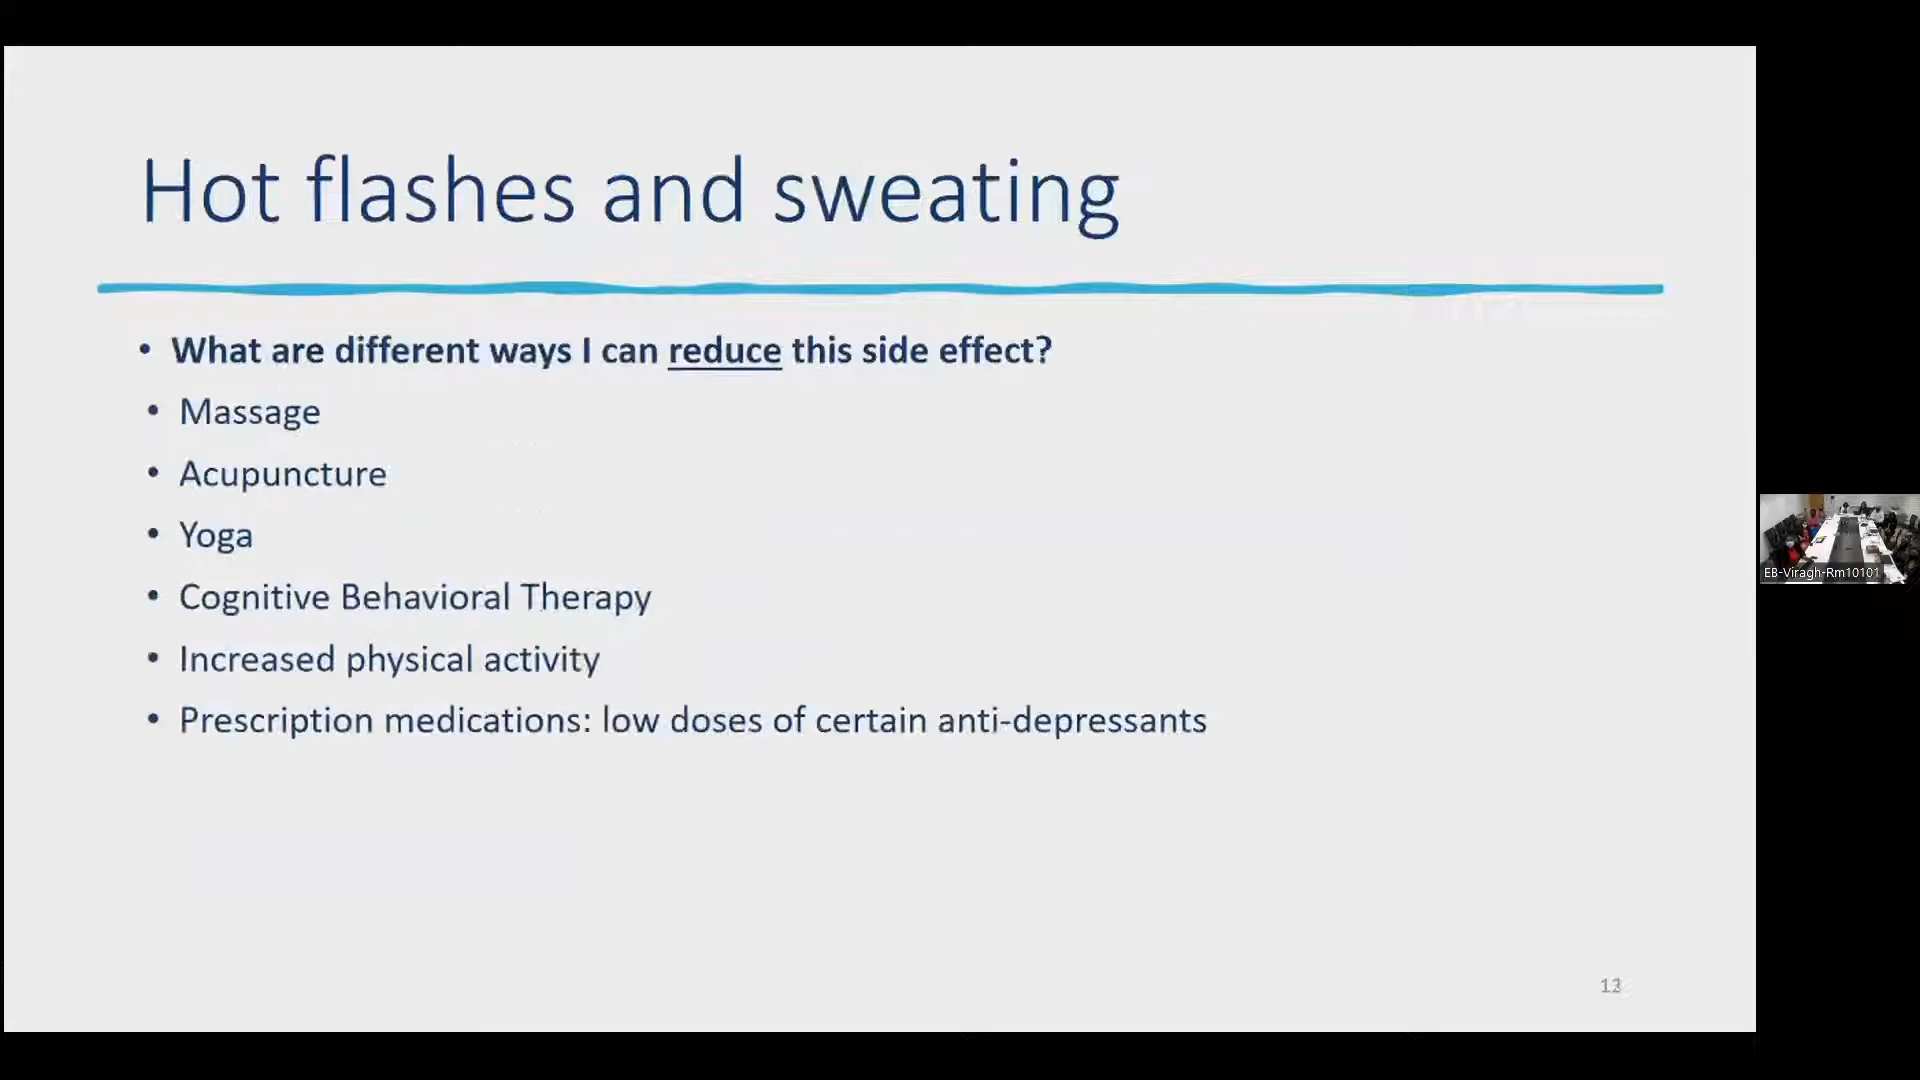 Hot flashes and sweating
• What are different ways I can reduce this side effect?
• Massage
• Acupuncture
• Yoga
• Cognitive Behavioral Therapy
• Increased physical activity
• Prescription medications: low doses of certain anti-depressants
EB-Viragh-Rm10101